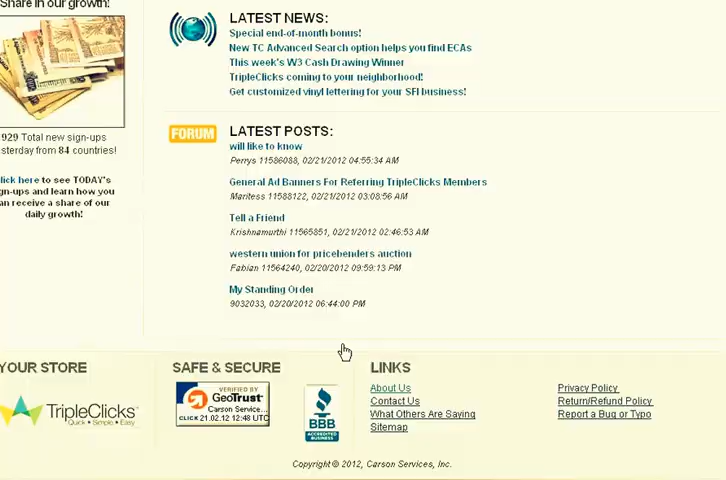 Share in our growth!
929 Total new sign-ups
sterday from 84 countries!
lick here to see TODAY's
gn-ups and learn how you
an receive a share of our
daily growth!
LATEST NEWS:
Special end-of-month bonus!
New TC Advanced Search option helps you find ECAs
This week's W3 Cash Drawing Winner
TripleClicks coming to your neighborhood!
Get customized vinyl lettering for your SFI business!
FORUM
LATEST POSTS:
will like to know
Perrys 11586088, 02/21/2012 04:55:34 AM
General Ad Banners For Referring TripleClicks Members
Maritess 11588122, 02/21/2012 03:08:56 AM
Tell a Friend
Krishnamurthi 11565851, 02/21/2012 02:46:53 AM
western union for pricebenders auction
Fabian 11564240, 02/20/2012 09:59:13 PM
My Standing Order
9032033, 02/20/2012 06:44:00 PM
YOUR STORE
TripleClicks
Quick • Simple • Easy
SAFE & SECURE
VERIFIED BY
GeoTrust
Carson Service...
CLICK 21.02.12 12:48 UTC
BBB
ACCREDITED
BUSINESS
LINKS
About Us
Contact Us
What Others Are Saying
Sitemap
Privacy Policy
Return/Refund Policy
Report a Bug or Typo
Copyright © 2012, Carson Services, Inc.